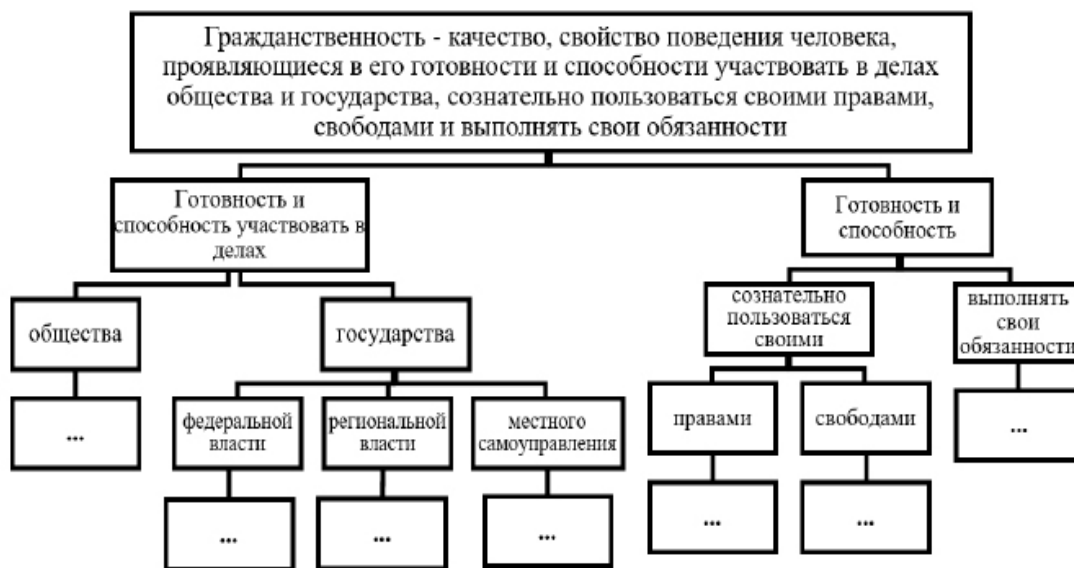 Гражданственность - качество, свойство поведения человека,
проявляющиеся в его готовности и способности участвовать в делах
общества и государства, сознательно пользоваться своими правами,
свободами и выполнять свои обязанности
Готовность и
способность участвовать в
делах
Готовность и
способность
общества
государства
сознательно
пользоваться
своими
выполнять
свои
обязанности
...
федеральной
власти
региональной
власти
местного
самоуправления
правами
свободами
...
...
...
...
...
...